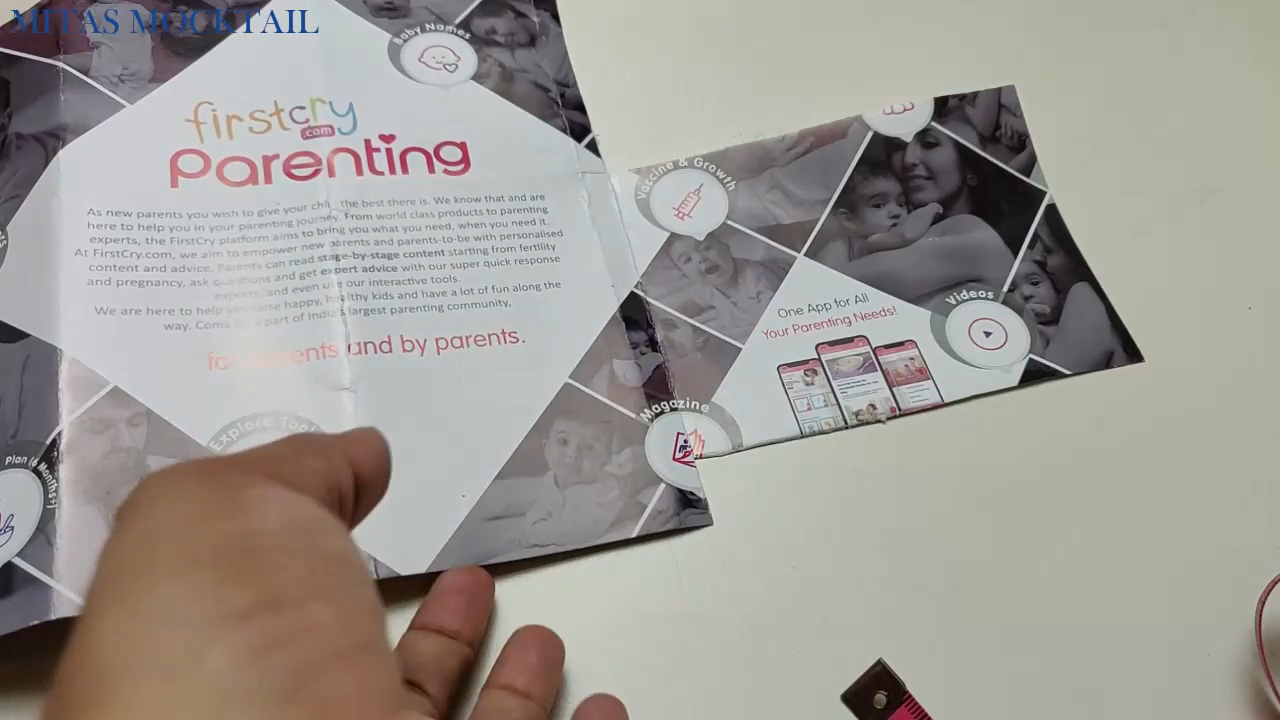 MITAS MOCKTAIL
Baby Names
firstcry
.com
Parenting
As new parents you wish to give your the best there is. We know that and are
here to help you in your parenting journey. From world class products to parenting
experts, the FirstCry platform aims to bring you what you need, when you need it.
At FirstCry.com, we aim to empower new parents and parents-to-be with personalised
content and advice. Parents can read stage-by-stage content starting from fertility
and pregnancy, ask questions and get expert advice with our super quick response
experts, and even use our interactive tools.
We are here to help you raise happy, healthy kids and have a lot of fun along the
way. Come part of India's largest parenting community,
and by parents.
Explore
Plan (6 Months+)
Vaccine & Growth
One App for All
Your Parenting Needs!
Videos
Magazine